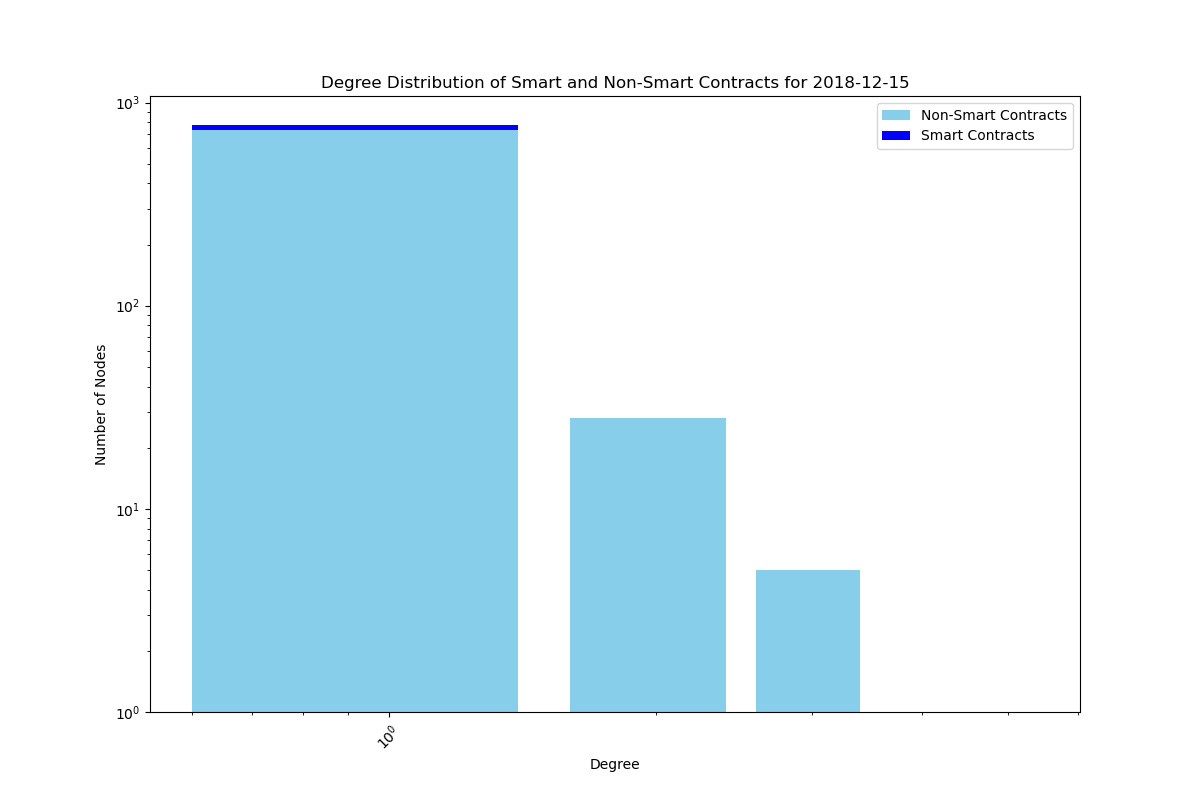 Degree Distribution of Smart and Non-Smart Contracts for 2018-12-15
Non-Smart Contracts
Smart Contracts
10³
10²
10¹
10⁰
Number of Nodes
10⁰
Degree